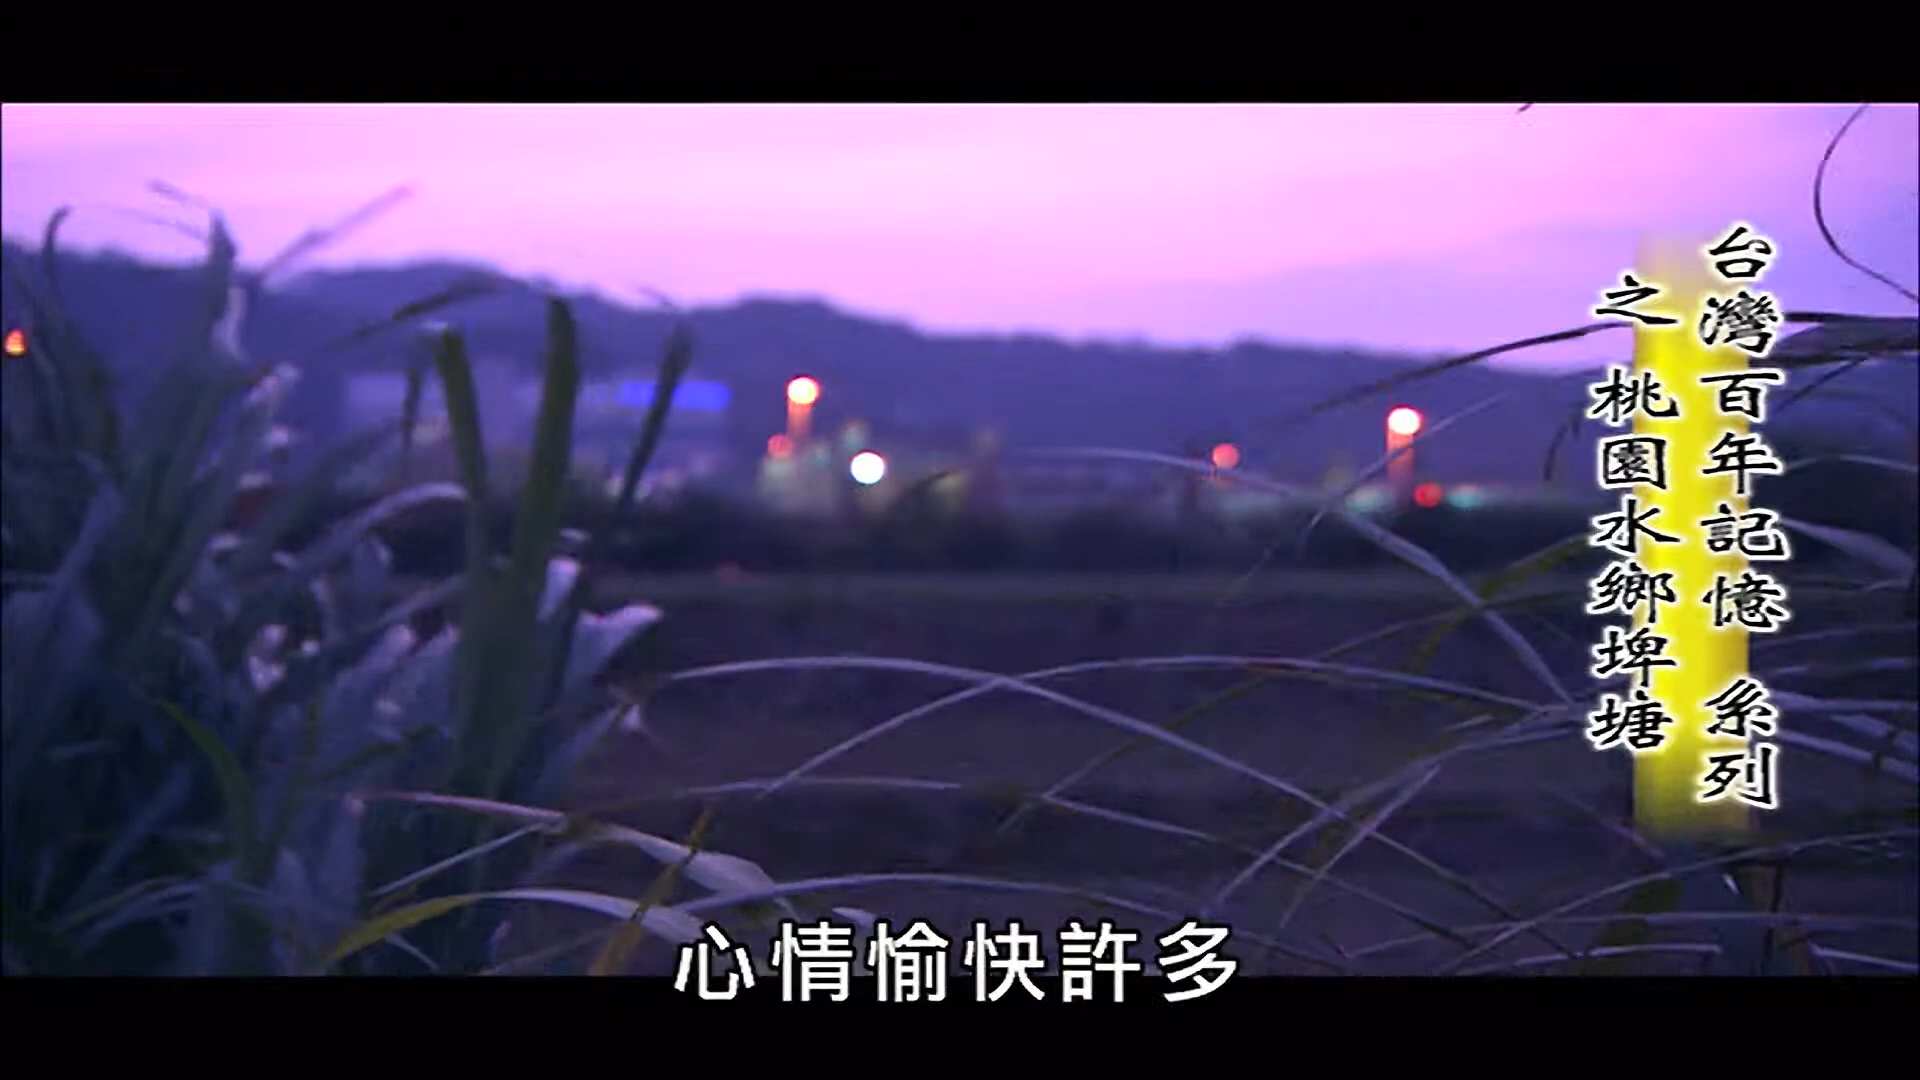 台灣百年記憶 系列
之 桃園水鄉埤塘
心情愉快許多